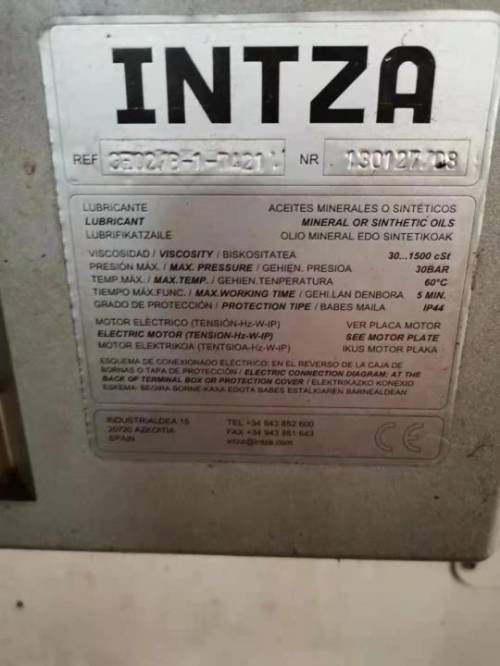 INTZA
REF GE027B-1-TA211 NR 130127/08
LUBRICANTE ACEITES MINERALES O SINTÉTICOS
LUBRICANT MINERAL OR SINTHETIC OILS
LUBRIFIKATZAILE OLIO MINERAL EDO SINTETIKOAK
VISCOSIDAD / VISCOSITY / BISKOSITATEA 30...1500 cSt
PRESIÓN MÁX. / MAX. PRESSURE / GEHIEN. PRESIOA 30BAR
TEMP.MÁX. / MAX.TEMP. / GEHIEN.TENPERATURA 60°C
TIEMPO MÁX.FUNC. / MAX.WORKING TIME / GEHI.LAN DENBORA 5 MIN.
GRADO DE PROTECCIÓN / PROTECTION TIPE / BABES MAILA IP44
MOTOR ELÉCTRICO (TENSIÓN-Hz-W-IP) VER PLACA MOTOR
ELECTRIC MOTOR (TENSION-Hz-W-IP) SEE MOTOR PLATE
MOTOR ELEKTRIKOA (TENTSIOA-Hz-W-IP) IKUS MOTOR PLAKA
ESQUEMA DE CONEXIONADO ELÉCTRICO: EN EL REVERSO DE LA CAJA DE
BORNAS O TAPA DE PROTECCIÓN / ELECTRIC CONNECTION DIAGRAM: AT THE
BACK OF TERMINAL BOX OR PROTECTION COVER / ELEKTRIKAZKO KONEXIO
ESKEMA: BEGIRA BORNE-KAXA EDOTA BABES ESTALKIAREN BARNEALDEAN
INDUSTRIALDEA 15 TEL +34 943 852 600
20720 AZKOITIA FAX +34 943 851 643
SPAIN intza@intza.com
CE